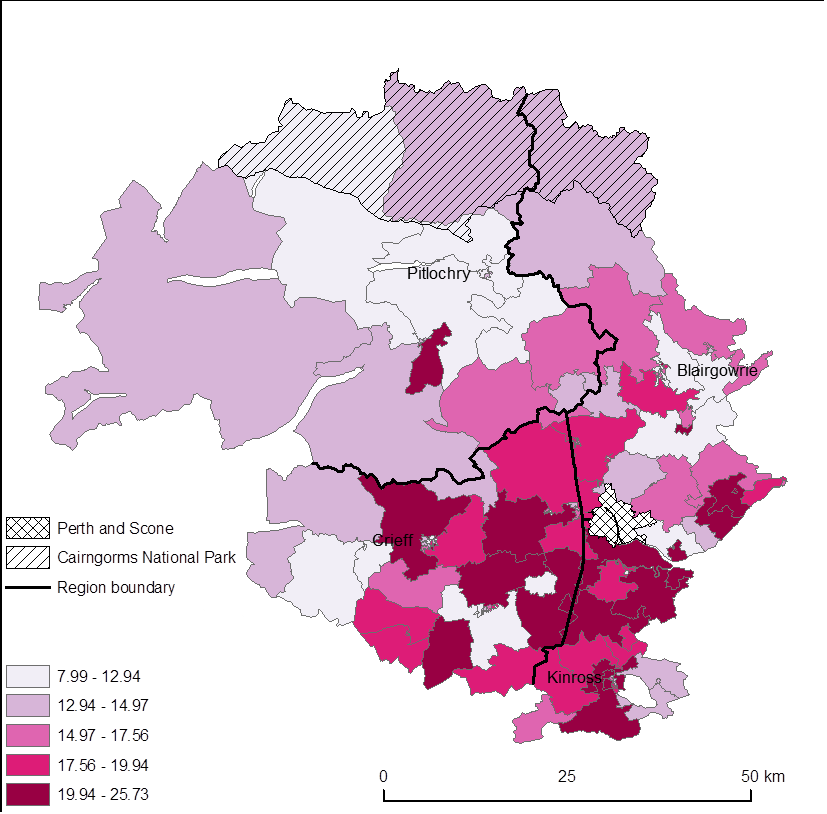 Pitlochry
Blairgowrie
Crieff
Kinross
Perth and Scone
Cairngorms National Park
Region boundary
7.99 - 12.94
12.94 - 14.97
14.97 - 17.56
17.56 - 19.94
19.94 - 25.73
0 25 50 km